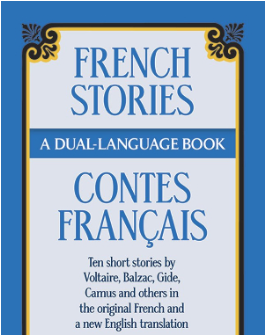 FRENCH
STORIES
A DUAL-LANGUAGE BOOK
CONTES
FRANÇAIS
Ten short stories by
Voltaire, Balzac, Gide,
Camus and others in
the original French and
a new English translation